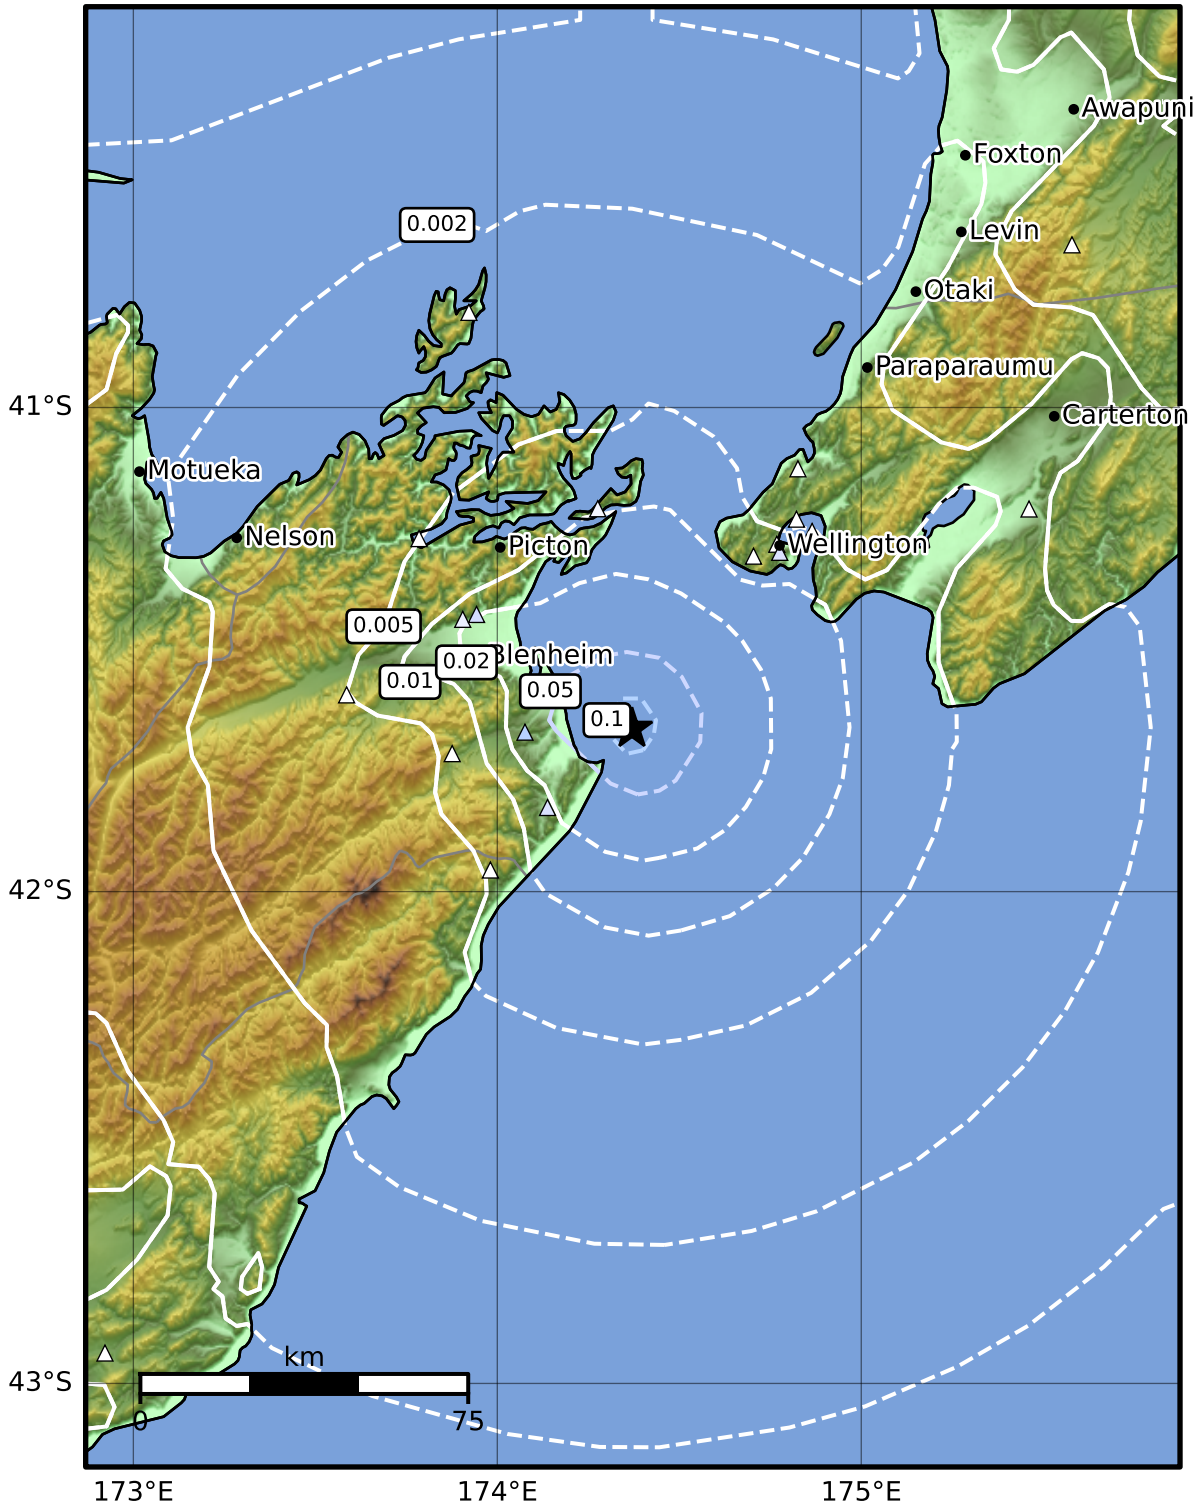 Awapuni
Foxton
0.002
Levin
Otaki
Paraparaumu
41°S
Carterton
Motueka
Nelson
Picton
Wellington
0.005
Blenheim
0.02
0.01
0.05
0.1
42°S
km
43°S
0
75
173°E
174°E
175°E